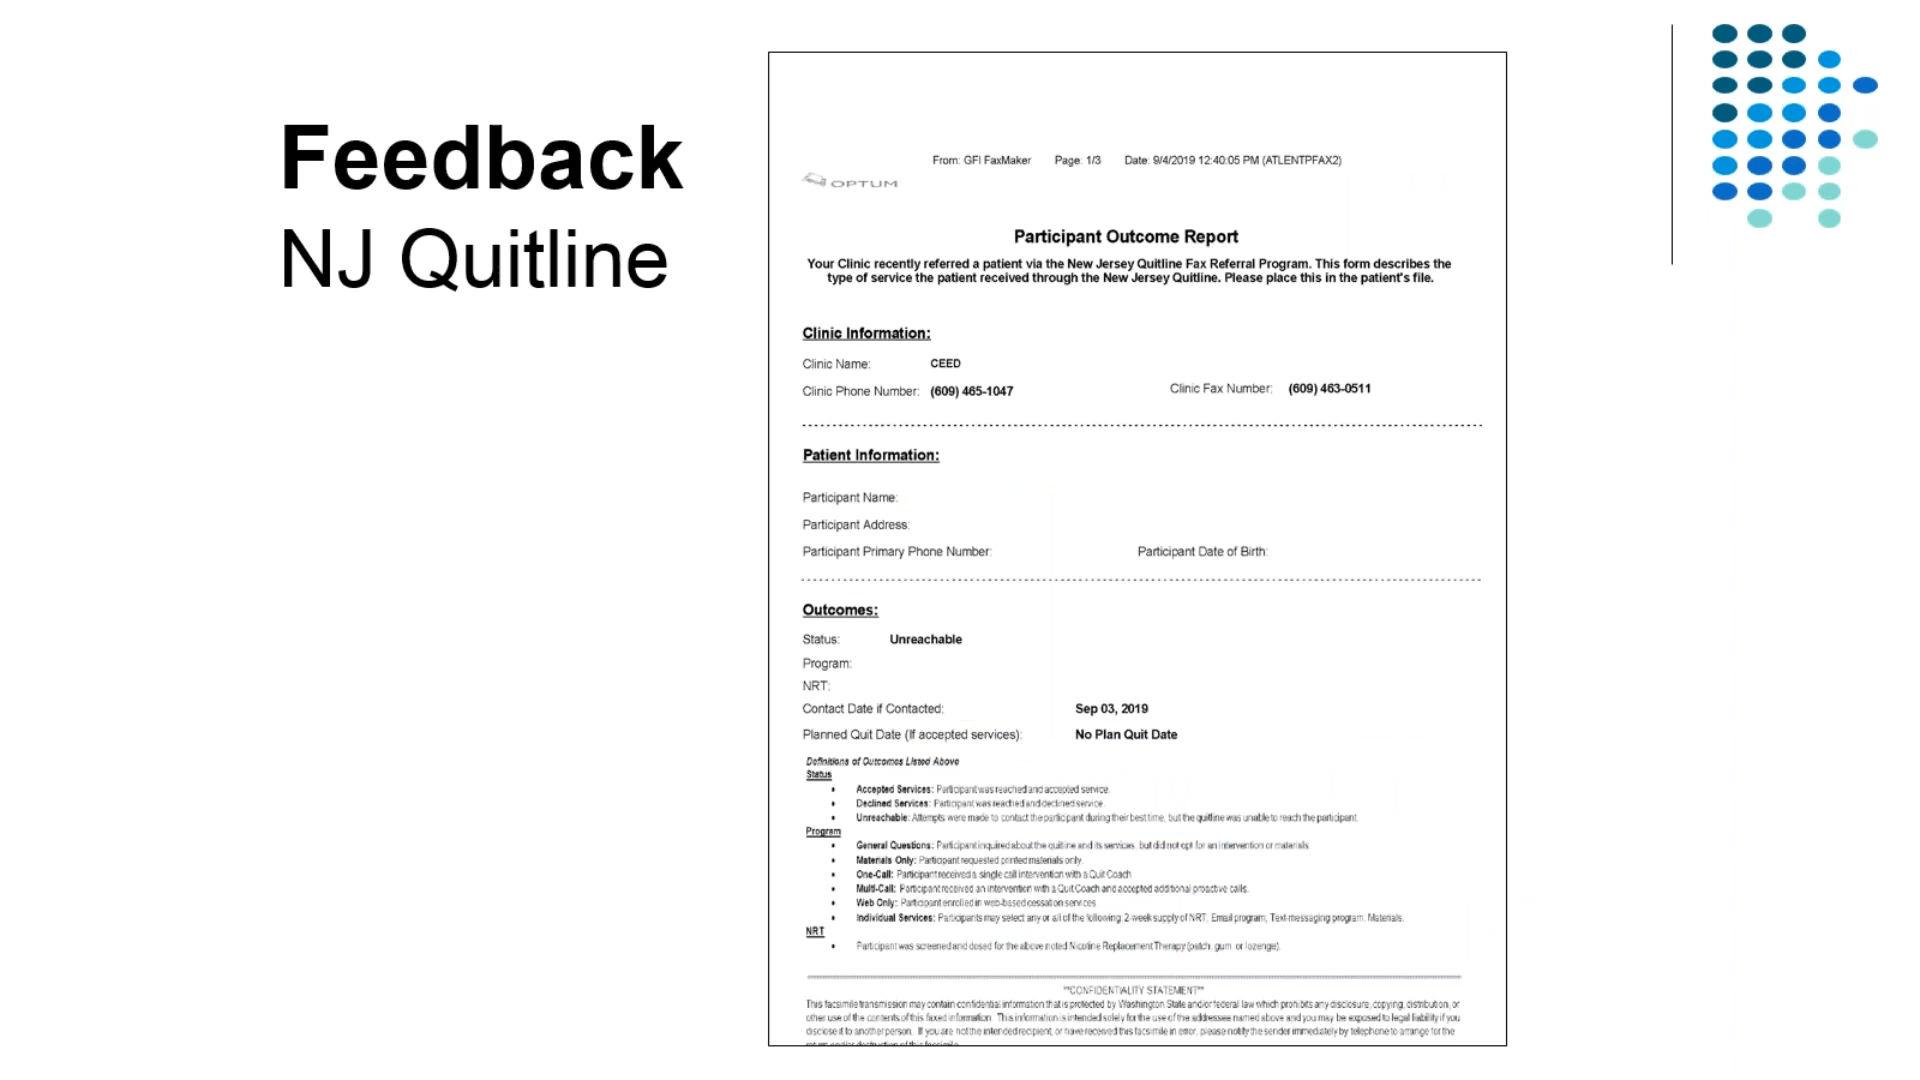 Feedback
NJ Quitline
From: GFI FaxMaker Page: 1/3 Date: 9/4/2019 12:40:05 PM (ATLENTPFAX2)
OPTUM
Participant Outcome Report
Your Clinic recently referred a patient via the New Jersey Quitline Fax Referral Program. This form describes the
type of service the patient received through the New Jersey Quitline. Please place this in the patient's file.
Clinic Information:
Clinic Name: CEED
Clinic Phone Number: (609) 465-1047 Clinic Fax Number: (609) 463-0511
Patient Information:
Participant Name:
Participant Address:
Participant Primary Phone Number: Participant Date of Birth:
Outcomes:
Status: Unreachable
Program:
NRT:
Contact Date if Contacted: Sep 03, 2019
Planned Quit Date (If accepted services): No Plan Quit Date
Definitions of Outcomes Listed Above
Status
• Accepted Services: Participant was reached and accepted service.
• Declined Services: Participant was reached and declined service.
• Unreachable: Attempts were made to contact the participant during their best time, but the quitline was unable to reach the participant.
Program
• General Questions: Participant inquired about the quitline and its services, but did not opt for an intervention or materials.
• Materials Only: Participant requested printed materials only.
• One-Call: Participant received a single call intervention with a Quit Coach
• Multi-Call: Participant received an intervention with a Quit Coach and accepted additional proactive calls.
• Web Only: Participant enrolled in web-based cessation services
• Individual Services: Participants may select any or all of the following: 2-week supply of NRT; Email program; Text-messaging program; Materials.
NRT
• Participant was screened and dosed for the above noted Nicotine Replacement Therapy (patch, gum or lozenge).
**CONFIDENTIALITY STATEMENT**
This facsimile transmission may contain confidential information that is protected by Washington State and/or federal law which prohibits any disclosure, copying, distribution, or
other use of the contents of this faxed information. This information is intended solely for the use of the addressee named above and you may be exposed to legal liability if you
disclose it to another person. If you are not the intended recipient, or have received this facsimile in error, please notify the sender immediately by telephone to arrange for the
return and/or destruction of this facsimile.